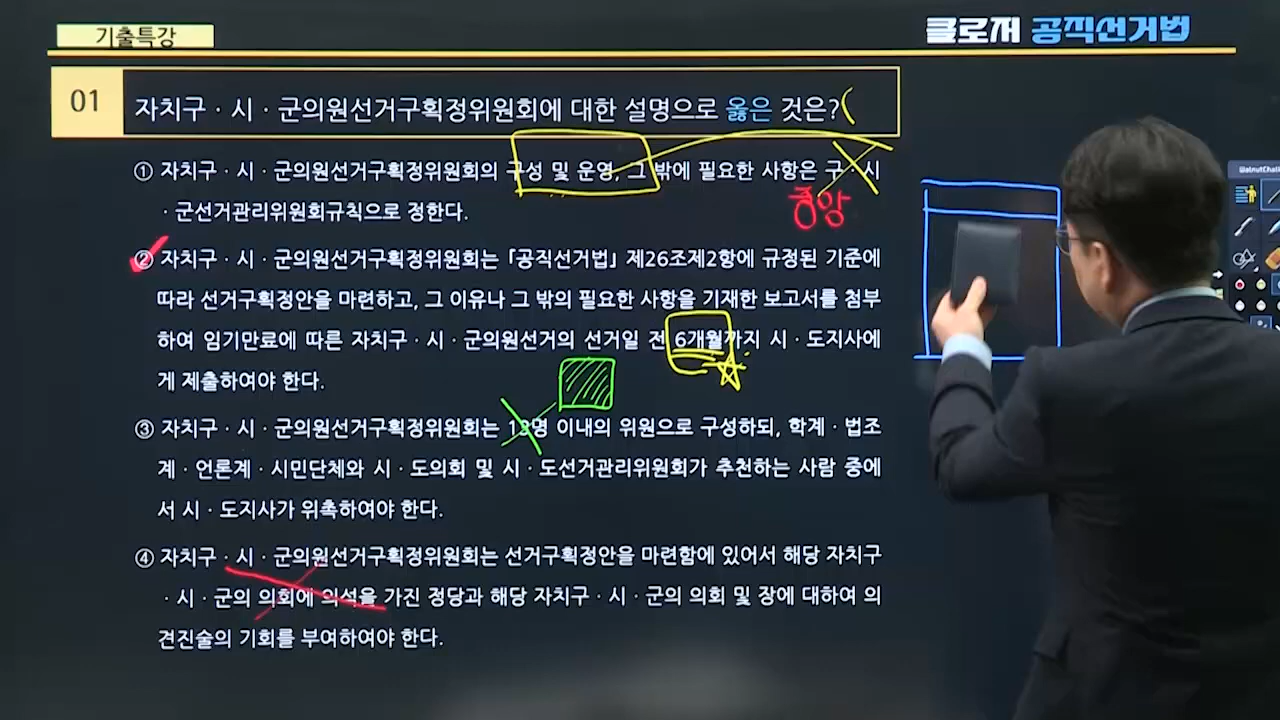 기출특강
클로저 공직선거법
01
자치구·시·군의원선거구획정위원회에 대한 설명으로 옳은 것은?(
① 자치구·시·군의원선거구획정위원회의 구성 및 운영, 그 밖에 필요한 사항은 구·시
·군선거관리위원회규칙으로 정한다.
중앙
② 자치구·시·군의원선거구획정위원회는 「공직선거법」 제26조제2항에 규정된 기준에
따라 선거구획정안을 마련하고, 그 이유나 그 밖의 필요한 사항을 기재한 보고서를 첨부
하여 임기만료에 따른 자치구·시·군의원선거의 선거일 전 6개월까지 시·도지사에
게 제출하여야 한다.
③ 자치구·시·군의원선거구획정위원회는 13명 이내의 위원으로 구성하되, 학계·법조
계·언론계·시민단체와 시·도의회 및 시·도선거관리위원회가 추천하는 사람 중에
서 시·도지사가 위촉하여야 한다.
④ 자치구·시·군의원선거구획정위원회는 선거구획정안을 마련함에 있어서 해당 자치구
·시·군의 의회에 의석을 가진 정당과 해당 자치구·시·군의 의회 및 장에 대하여 의
견진술의 기회를 부여하여야 한다.